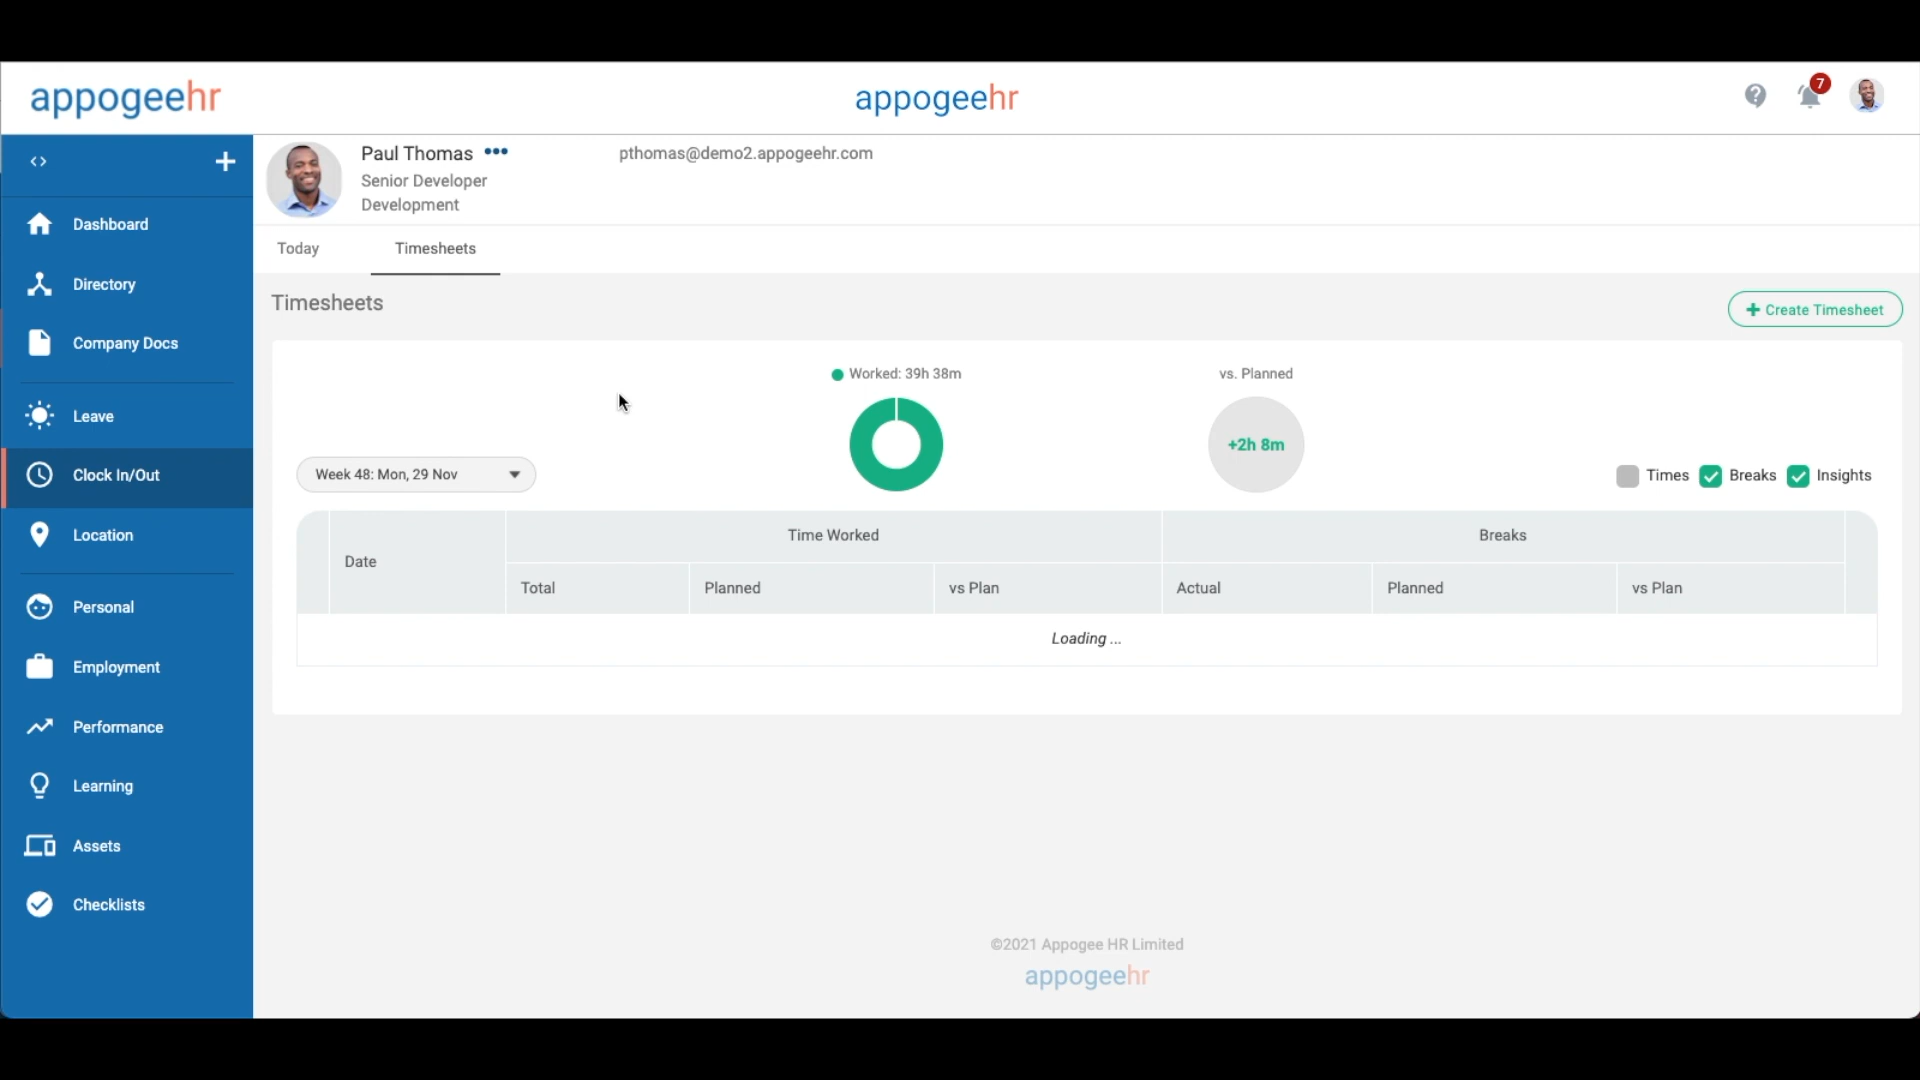 appogeehr
appogeehr
7
Paul Thomas
pthomas@demo2.appogeehr.com
Senior Developer
Development
Dashboard
Directory
Company Docs
Leave
Clock In/Out
Location
Personal
Employment
Performance
Learning
Assets
Checklists
Today
Timesheets
Timesheets
+ Create Timesheet
Worked: 39h 38m
vs. Planned
+2h 8m
Week 48: Mon, 29 Nov
Times
Breaks
Insights
Date
Time Worked
Breaks
Total
Planned
vs Plan
Actual
Planned
vs Plan
Loading ...
©2021 Appogee HR Limited
appogeehr